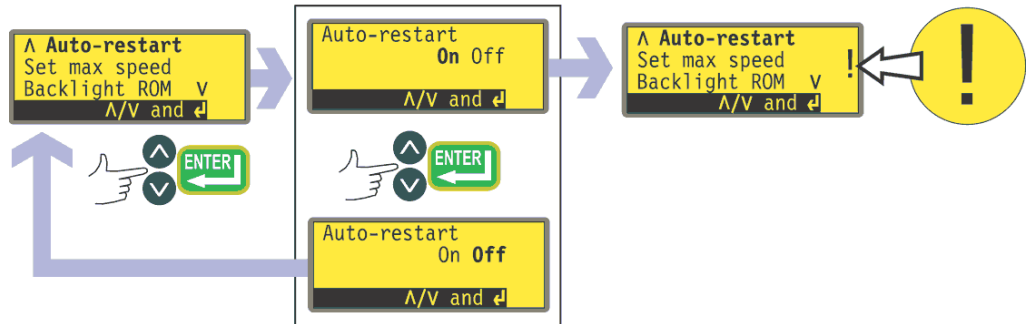 Λ Auto-restart
Set max speed
Backlight ROM V
Λ/V and ↲
ENTER
Auto-restart
On Off
Λ/V and ↲
ENTER
Auto-restart
On Off
Λ/V and ↲
Λ Auto-restart
Set max speed !
Backlight ROM V
Λ/V and ↲
!